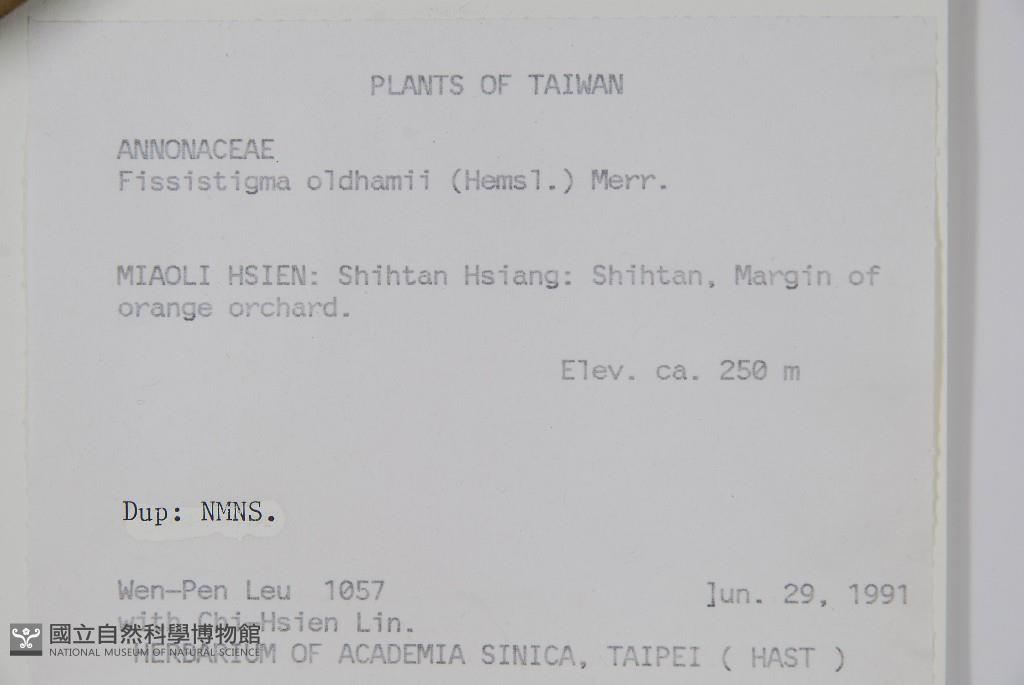 PLANTS OF TAIWAN
ANNONACEAE
Fissistigma oldhamii (Hemsl.) Merr.
MIAOLI HSIEN: Shihtan Hsiang: Shihtan, Margin of
orange orchard.
Elev. ca. 250 m
Dup: NMNS.
Wen-Pen Leu 1057 Jun. 29, 1991
with Chi-Hsien Lin.
國立自然科學博物館
NATIONAL MUSEUM OF NATURAL SCIENCE
HERBARIUM OF ACADEMIA SINICA, TAIPEI ( HAST )